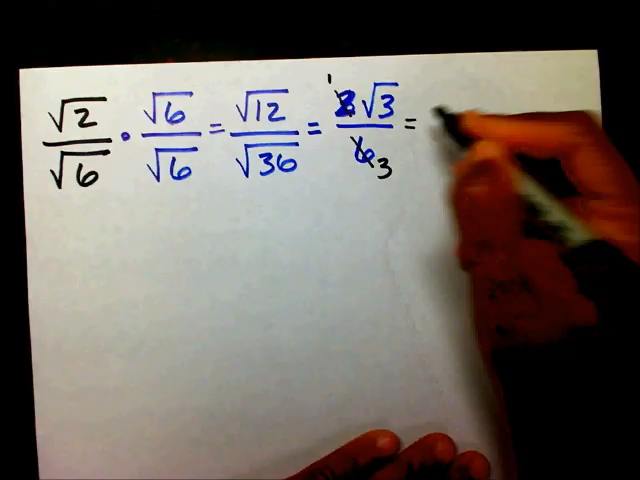 √2/√6 · √6/√6 = √12/√36 = 2√3/6 =
1
3